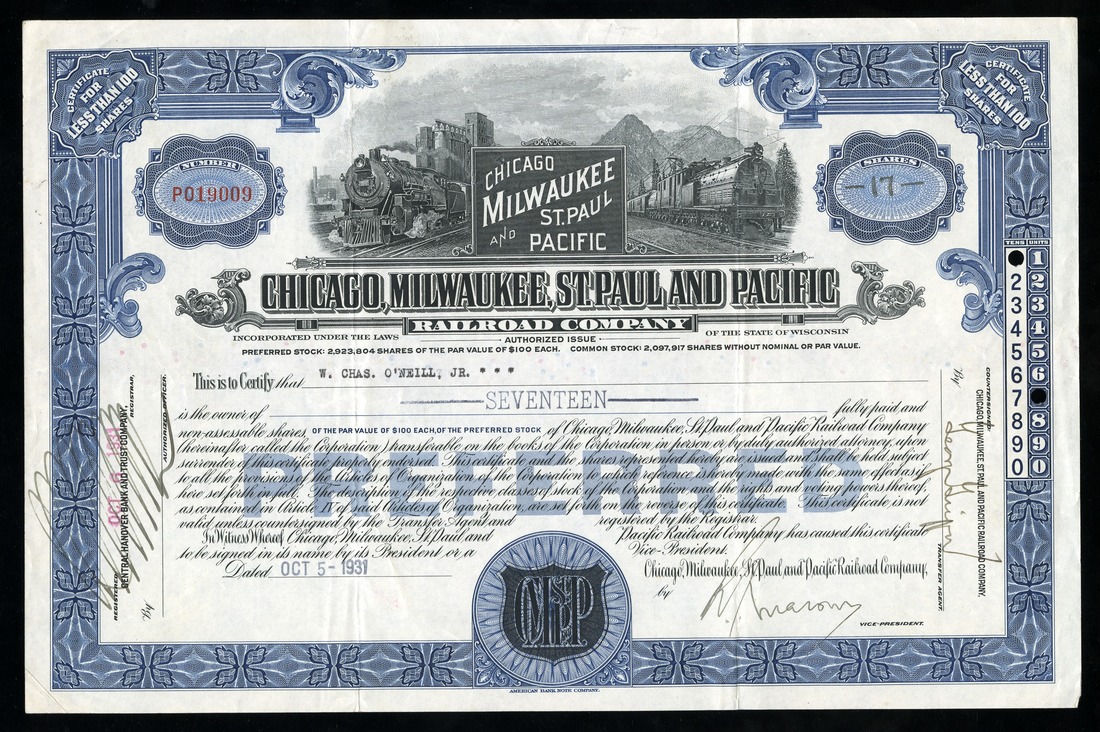 CERTIFICATE
FOR
LESS THAN 100
SHARES
CERTIFICATE
FOR
LESS THAN 100
SHARES
NUMBER
PO19009
SHARES
—17—
CHICAGO
MILWAUKEE
ST. PAUL
AND PACIFIC
CHICAGO, MILWAUKEE, ST. PAUL AND PACIFIC
RAILROAD COMPANY
INCORPORATED UNDER THE LAWS
OF THE STATE OF WISCONSIN
AUTHORIZED ISSUE
PREFERRED STOCK: 2,923,804 SHARES OF THE PAR VALUE OF $100 EACH. COMMON STOCK: 2,097,917 SHARES WITHOUT NOMINAL OR PAR VALUE.
This is to Certify that W. CHAS. O'NEILL, JR. * * *
SEVENTEEN
is the owner of fully paid and
non-assessable shares, OF THE PAR VALUE OF $100 EACH, OF THE PREFERRED STOCK of Chicago, Milwaukee, St. Paul and Pacific Railroad Company
(hereinafter called the Corporation) transferable on the books of the Corporation in person or by duly authorized attorney, upon
surrender of this certificate properly endorsed. This certificate and the shares represented hereby are issued and shall be held subject
to all the provisions of the Articles of Organization of the Corporation to which reference is hereby made with the same effect as if
here set forth in full. A description of the respective classes of stock of the Corporation and the rights and voting powers thereof,
as contained in Article of said Articles of Organization, are set forth on the reverse of this certificate. This certificate is not
valid unless countersigned by the Transfer Agent and registered by the Registrar.
PREFERRED
In Witness Whereof Chicago, Milwaukee, St. Paul and Pacific Railroad Company has caused this certificate
to be signed in its name by its President or a Vice-President.
Dated OCT 5 - 1931
Chicago, Milwaukee, St. Paul and Pacific Railroad Company,
by
VICE-PRESIDENT.
AMERICAN BANK NOTE COMPANY.
REGISTERED
CENTRAL HANOVER BANK AND TRUST COMPANY,
REGISTRAR,
By
AUTHORIZED OFFICER.
COUNTERSIGNED
CHICAGO, MILWAUKEE, ST. PAUL AND PACIFIC RAILROAD COMPANY,
TRANSFER AGENT.
By
TENS UNITS
1
2 2
3 3
4 4
5 5
6 6
7
8 8
9 9
0 0